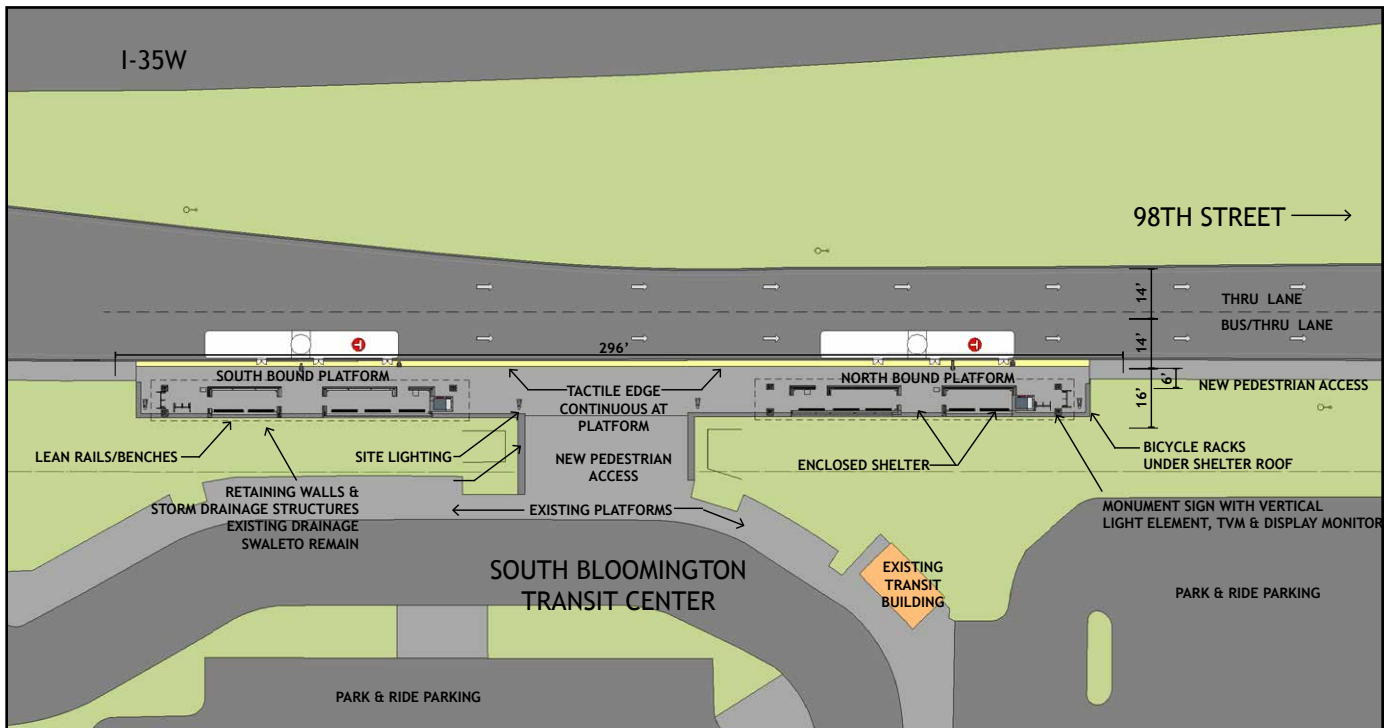 I-35W
98TH STREET
14'
THRU LANE
14'
BUS/THRU LANE
296'
SOUTH BOUND PLATFORM
NORTH BOUND PLATFORM
6'
16'
NEW PEDESTRIAN ACCESS
TACTILE EDGE
CONTINUOUS AT
PLATFORM
LEAN RAILS/BENCHES
SITE LIGHTING
NEW PEDESTRIAN
ACCESS
ENCLOSED SHELTER
BICYCLE RACKS
UNDER SHELTER ROOF
RETAINING WALLS &
STORM DRAINAGE STRUCTURES
EXISTING DRAINAGE
SWALETO REMAIN
EXISTING PLATFORMS
MONUMENT SIGN WITH VERTICAL
LIGHT ELEMENT, TVM & DISPLAY MONITOR
SOUTH BLOOMINGTON
TRANSIT CENTER
EXISTING
TRANSIT
BUILDING
PARK & RIDE PARKING
PARK & RIDE PARKING